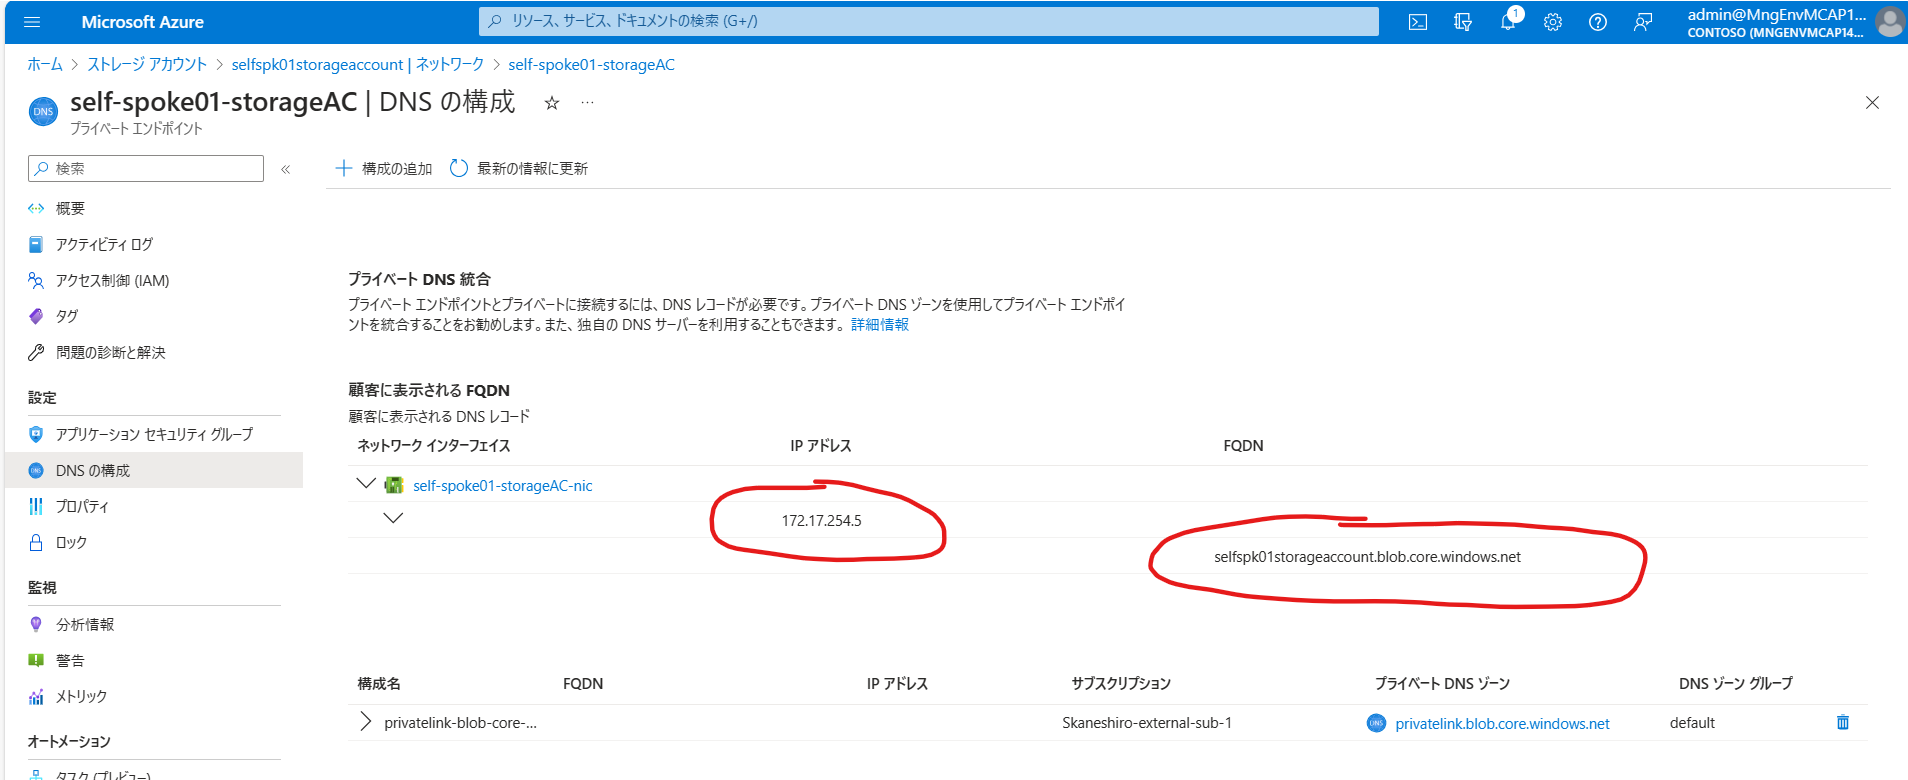 Microsoft Azure
リソース、サービス、ドキュメントの検索 (G+/)
1
admin@MngEnvMCAP1...
CONTOSO (MNGENVMCAP14...
ホーム > ストレージ アカウント > selfspk01storageaccount | ネットワーク > self-spoke01-storageAC
DNS
self-spoke01-storageAC | DNS の構成
プライベート エンドポイント
検索
構成の追加
最新の情報に更新
概要
アクティビティ ログ
アクセス制御 (IAM)
タグ
問題の診断と解決
設定
アプリケーション セキュリティ グループ
DNS の構成
プロパティ
ロック
監視
分析情報
警告
メトリック
オートメーション
タスク (プレビュー)
プライベート DNS 統合
プライベート エンドポイントとプライベートに接続するには、DNS レコードが必要です。プライベート DNS ゾーンを使用してプライベート エンドポイ
ントを統合することをお勧めします。また、独自の DNS サーバーを利用することもできます。 詳細情報
顧客に表示される FQDN
顧客に表示される DNS レコード
ネットワーク インターフェイス IP アドレス FQDN
self-spoke01-storageAC-nic
172.17.254.5
selfspk01storageaccount.blob.core.windows.net
構成名 FQDN IP アドレス サブスクリプション プライベート DNS ゾーン DNS ゾーン グループ
privatelink-blob-core-... Skaneshiro-external-sub-1 privatelink.blob.core.windows.net default